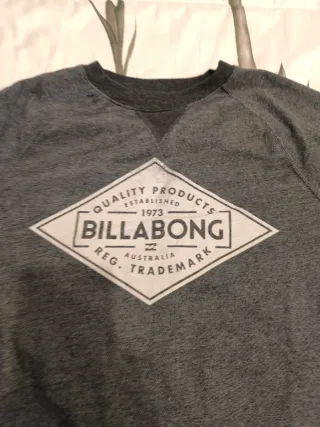 QUALITY PRODUCTS
ESTABLISHED
1973
BILLABONG
AUSTRALIA
REG. TRADEMARK